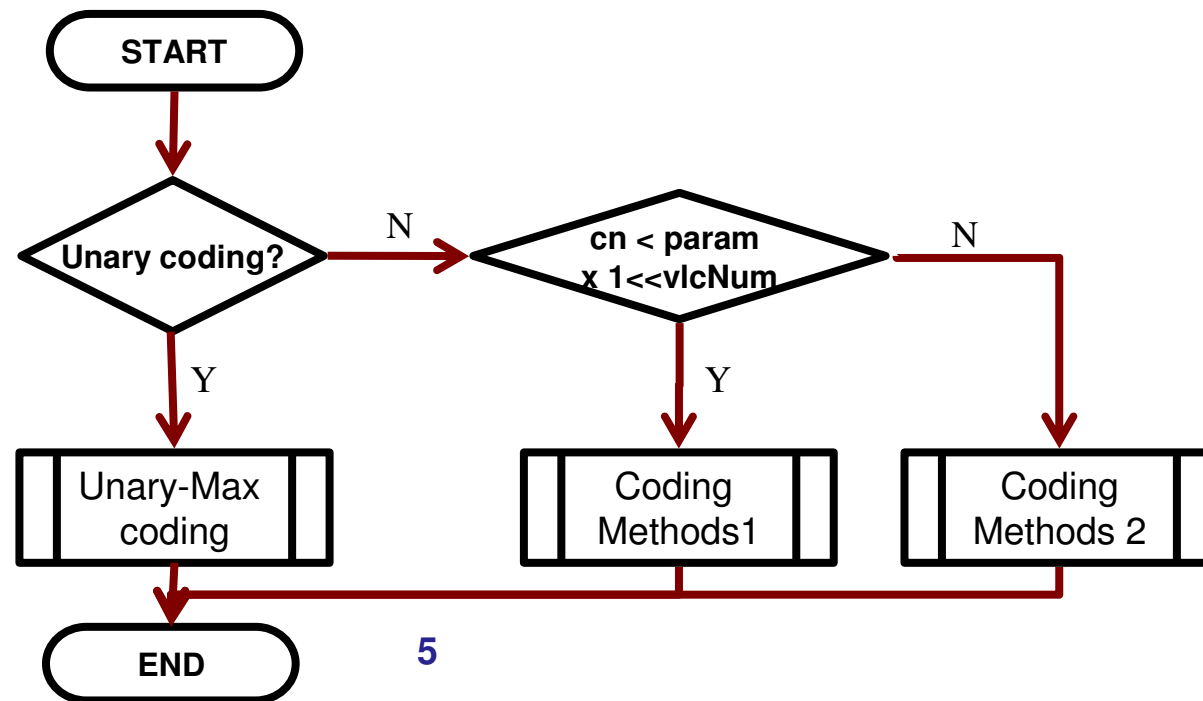 START
Unary coding?
N
cn < param
x 1<<vlcNum
N
Y
Y
Unary-Max
coding
Coding
Methods1
Coding
Methods 2
END
5